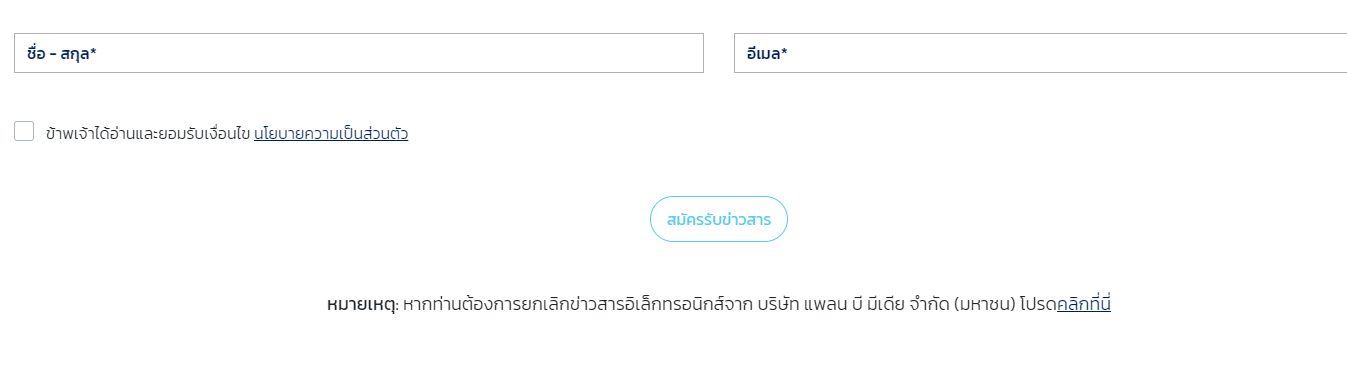 ชื่อ - สกุล*
อีเมล*
ข้าพเจ้าได้อ่านและยอมรับเงื่อนไข นโยบายความเป็นส่วนตัว
สมัครรับข่าวสาร
หมายเหตุ: หากท่านต้องการยกเลิกข่าวสารอิเล็กทรอนิกส์จาก บริษัท แพลน บี มีเดีย จำกัด (มหาชน) โปรดคลิกที่นี่